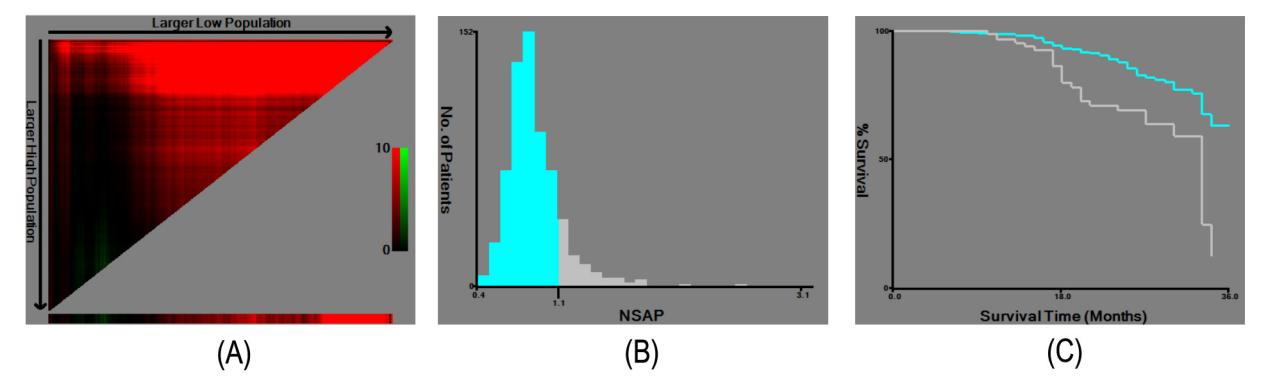 Larger Low Population
Larger High Population
10
0
(A)
152
No. of Patients
0
0.4
1.1
3.1
NSAP
(B)
100
% Survival
50
0
0.0
18.0
36.0
Survival Time (Months)
(C)